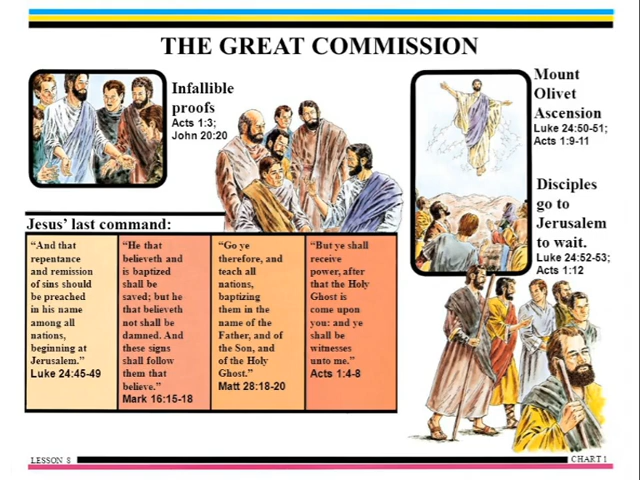 THE GREAT COMMISSION
Infallible
proofs
Acts 1:3;
John 20:20
Mount
Olivet
Ascension
Luke 24:50-51;
Acts 1:9-11
Disciples
go to
Jerusalem
to wait.
Luke 24:52-53;
Acts 1:12
Jesus’ last command:
“And that
repentance
and remission
of sins should
be preached
in his name
among all
nations,
beginning at
Jerusalem.”
Luke 24:45-49
“He that
believeth and
is baptized
shall be
saved; but he
that believeth
not shall be
damned. And
these signs
shall follow
them that
believe.”
Mark 16:15-18
“Go ye
therefore, and
teach all
nations,
baptizing
them in the
name of the
Father, and of
the Son, and
of the Holy
Ghost.”
Matt 28:18-20
“But ye shall
receive
power, after
that the Holy
Ghost is
come upon
you: and ye
shall be
witnesses
unto me.”
Acts 1:4-8
LESSON 8
CHART 1